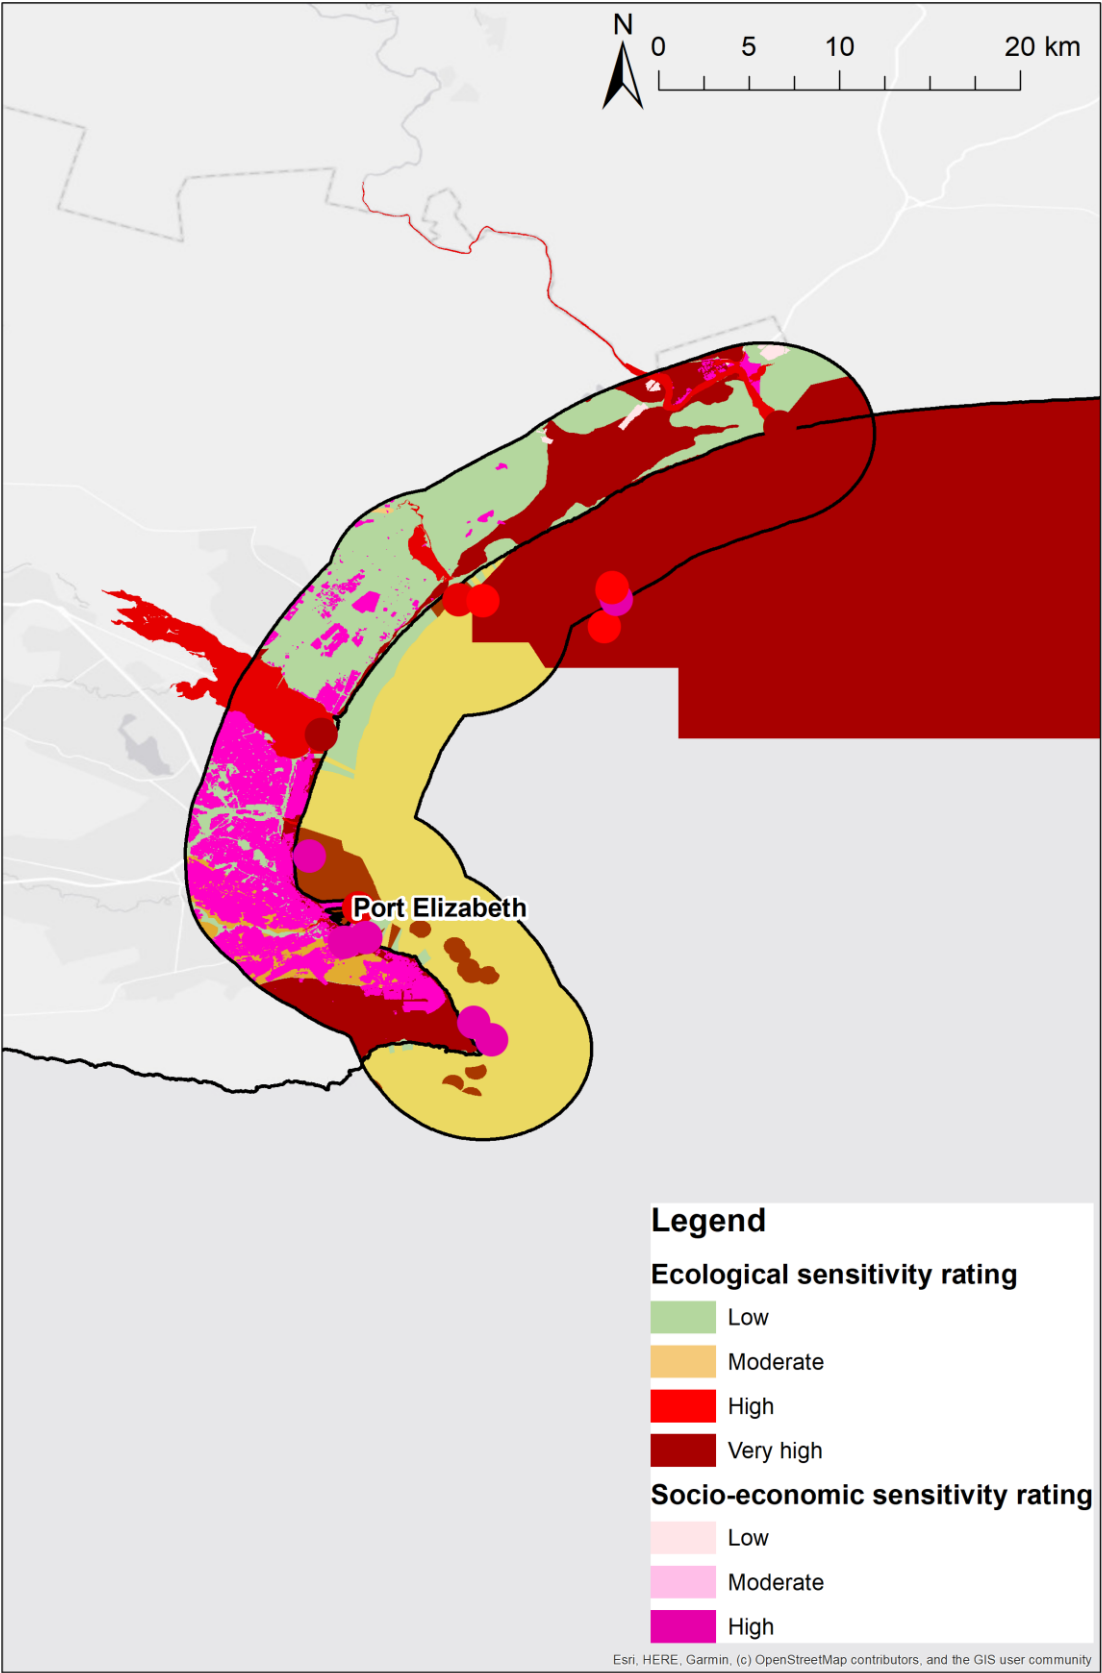 N
0 5 10 20 km
Port Elizabeth
Legend
Ecological sensitivity rating
Low
Moderate
High
Very high
Socio-economic sensitivity rating
Low
Moderate
High
Esri, HERE, Garmin, (c) OpenStreetMap contributors, and the GIS user community